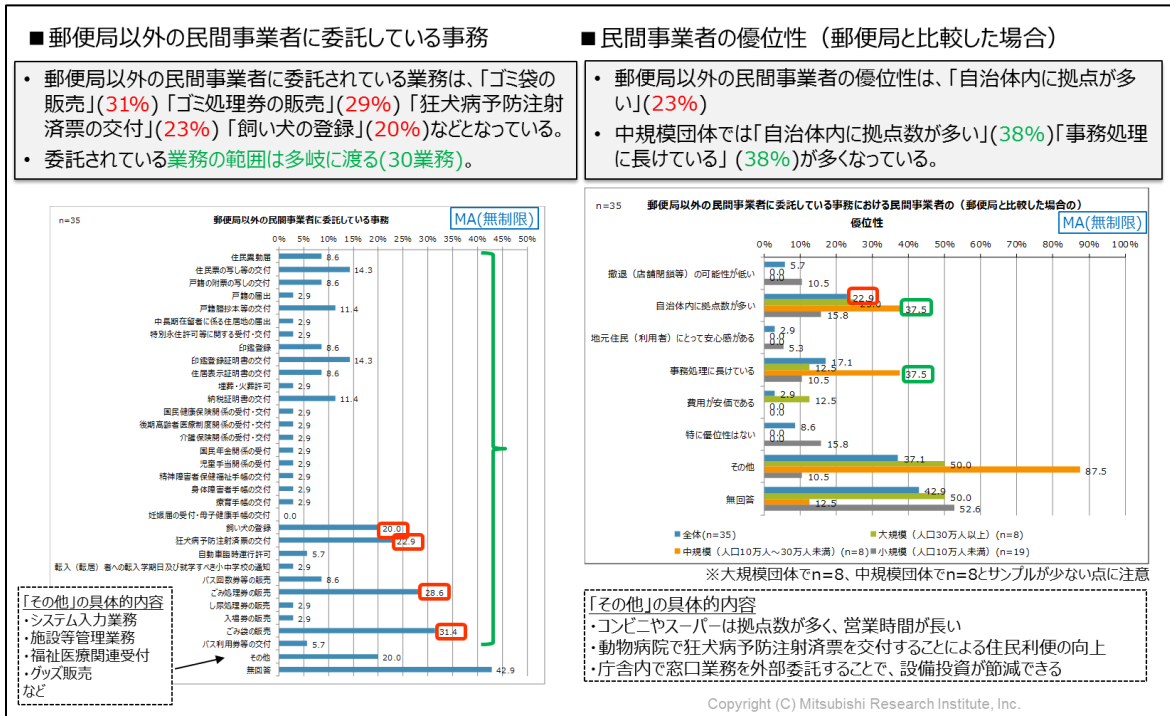 ■郵便局以外の民間事業者に委託している事務
• 郵便局以外の民間事業者に委託されている業務は、「ゴミ袋の
販売」(31%)「ゴミ処理券の販売」(29%)「狂犬病予防注射
済票の交付」(23%)「飼い犬の登録」(20%)などとなっている。
• 委託されている業務の範囲は多岐に渡る(30業務)。
n=35
郵便局以外の民間事業者に委託している事務
MA(無制限)
0% 5% 10% 15% 20% 25% 30% 35% 40% 45% 50%
住民異動届 8.6
住民票の写し等の交付 14.3
戸籍の附票の写しの交付 8.6
戸籍の届出 2.9
戸籍謄抄本等の交付 11.4
中長期在留者に係る住居地の届出 2.9
特別永住許可等に関する受付・交付 2.9
印鑑登録 8.6
印鑑登録証明書の交付 14.3
住居表示証明書の交付 8.6
埋葬・火葬許可 2.9
納税証明書の交付 11.4
国民健康保険関係の受付・交付 2.9
後期高齢者医療制度関係の受付・交付 2.9
介護保険関係の受付・交付 2.9
国民年金関係の受付 2.9
児童手当関係の受付 2.9
精神障害者保健福祉手帳の交付 2.9
身体障害者手帳の交付 2.9
療育手帳の交付 2.9
妊娠届の受付・母子健康手帳の交付 0.0
飼い犬の登録 20.0
狂犬病予防注射済票の交付 22.9
自動車臨時運行許可 5.7
転入（転居）者への転入学期日及び就学すべき小中学校の通知 2.9
バス回数券等の販売 8.6
ごみ処理券の販売 28.6
し尿処理券の販売 2.9
入場券の販売 2.9
ごみ袋の販売 31.4
バス利用券等の交付 5.7
その他 20.0
無回答 42.9
「その他」の具体的内容
・システム入力業務
・施設等管理業務
・福祉医療関連受付
・グッズ販売
など
■民間事業者の優位性（郵便局と比較した場合）
• 郵便局以外の民間事業者の優位性は、「自治体内に拠点が多
い」(23%)
• 中規模団体では「自治体内に拠点数が多い」(38%)「事務処理
に長けている」(38%)が多くなっている。
n=35
郵便局以外の民間事業者に委託している事務における民間事業者の（郵便局と比較した場合の）
優位性
MA(無制限)
0% 10% 20% 30% 40% 50% 60% 70% 80% 90% 100%
撤退（店舗閉鎖等）の可能性が低い 5.7 0.0 0.0 10.5
自治体内に拠点数が多い 22.9 25.0 37.5 15.8
地元住民（利用者）にとって安心感がある 2.9 0.0 0.0 5.3
事務処理に長けている 17.1 12.5 37.5 10.5
費用が安価である 2.9 12.5 0.0 0.0
特に優位性はない 8.6 0.0 0.0 15.8
その他 37.1 50.0 87.5 10.5
無回答 42.9 50.0 12.5 52.6
全体(n=35) 大規模（人口30万人以上）(n=8)
中規模（人口10万人～30万人未満）(n=8) 小規模（人口10万人未満）(n=19)
※大規模団体でn=8、中規模団体でn=8とサンプルが少ない点に注意
「その他」の具体的内容
・コンビニやスーパーは拠点数が多く、営業時間が長い
・動物病院で狂犬病予防注射済票を交付することによる住民利便の向上
・庁舎内で窓口業務を外部委託することで、設備投資が節減できる
Copyright (C) Mitsubishi Research Institute, Inc.